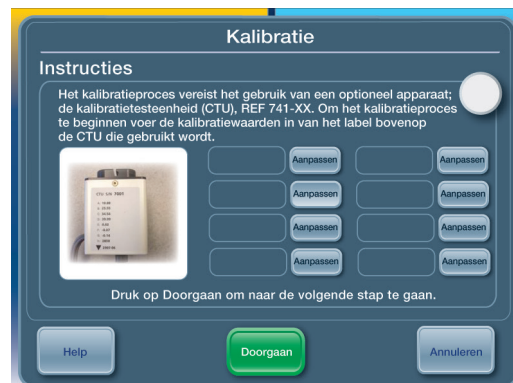 Kalibratie
Instructies
Het kalibratieproces vereist het gebruik van een optioneel apparaat;
de kalibratietesteenheid (CTU), REF 741-XX. Om het kalibratieproces
te beginnen voer de kalibratiewaarden in van het label bovenop
de CTU die gebruikt wordt.
Aanpassen Aanpassen
Aanpassen Aanpassen
Aanpassen Aanpassen
Aanpassen Aanpassen
CTU S/N
Druk op Doorgaan om naar de volgende stap te gaan.
Help Doorgaan Annuleren